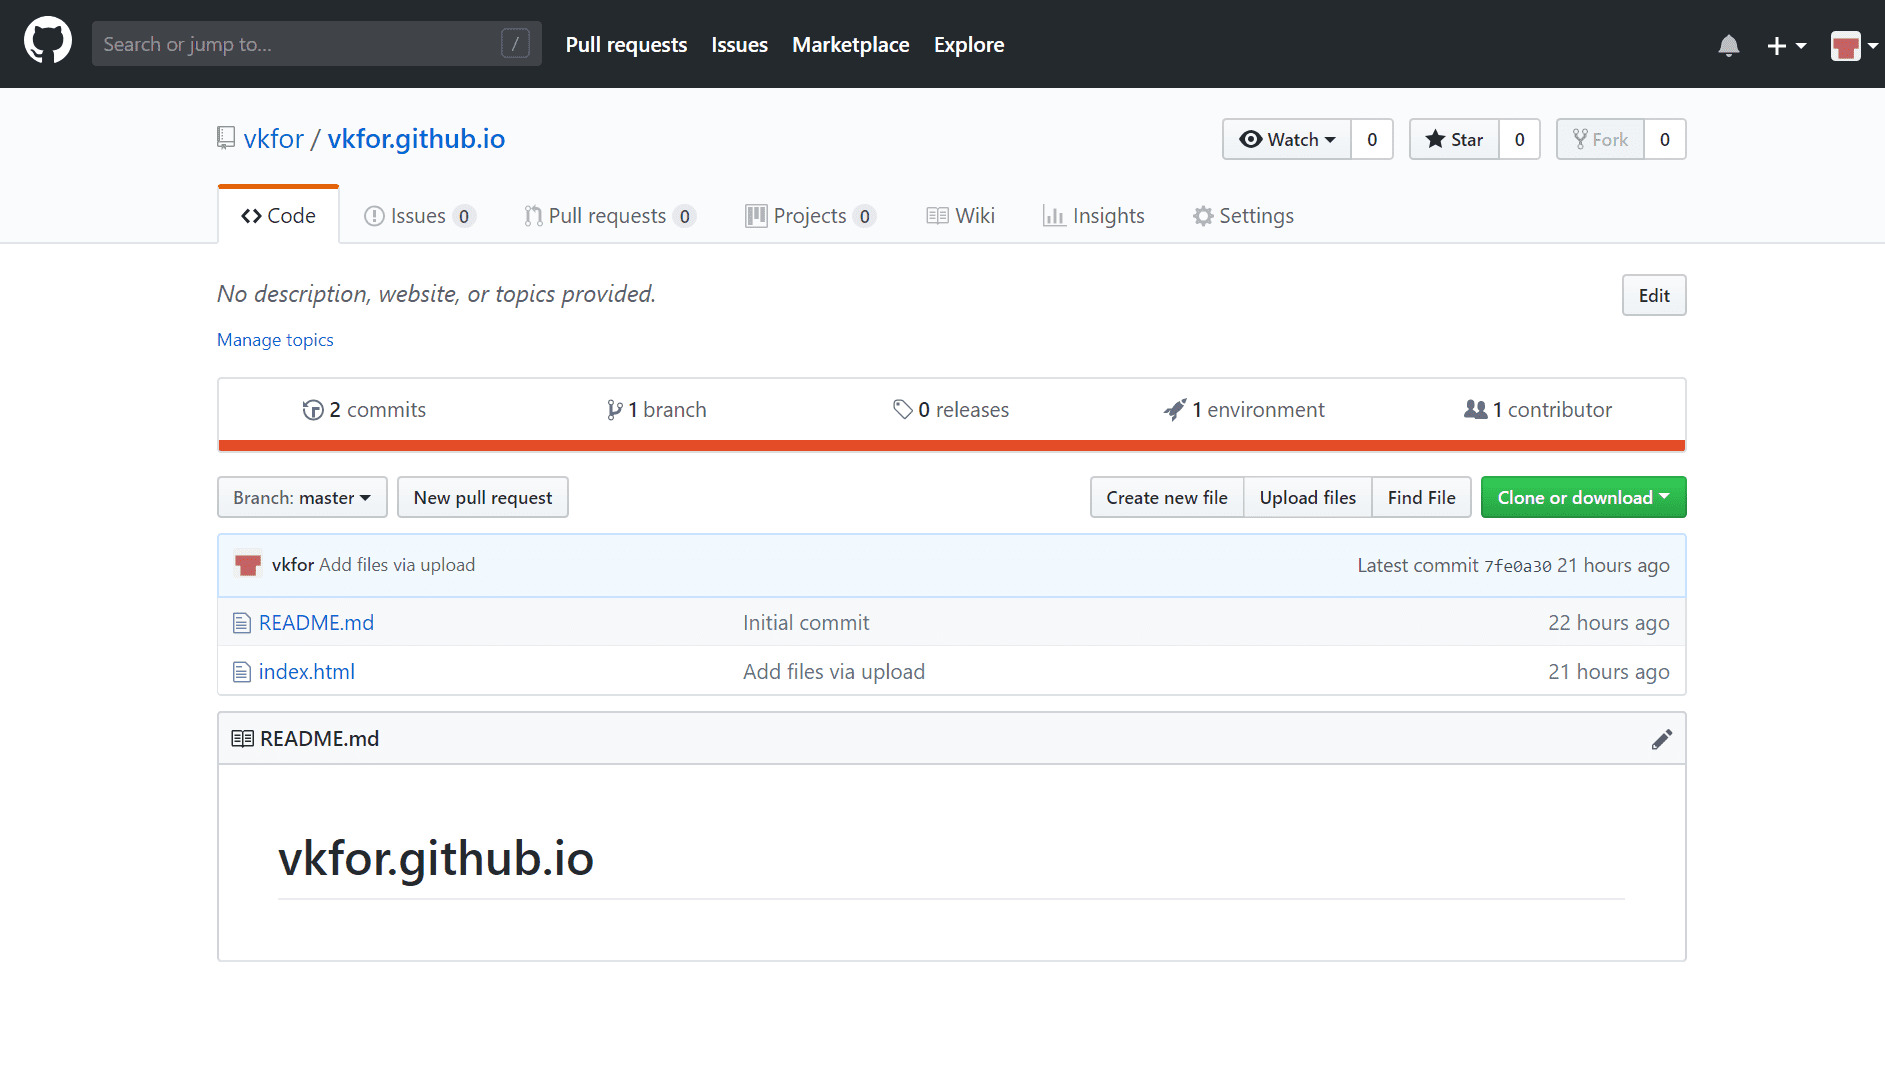 Search or jump to... /
Pull requests Issues Marketplace Explore
vkfor / vkfor.github.io
Watch 0 Star 0 Fork 0
Code Issues 0 Pull requests 0 Projects 0 Wiki Insights Settings
No description, website, or topics provided.
Edit
Manage topics
2 commits 1 branch 0 releases 1 environment 1 contributor
Branch: master New pull request Create new file Upload files Find File Clone or download
vkfor Add files via upload Latest commit 7fe0a30 21 hours ago
README.md Initial commit 22 hours ago
index.html Add files via upload 21 hours ago
README.md
vkfor.github.io